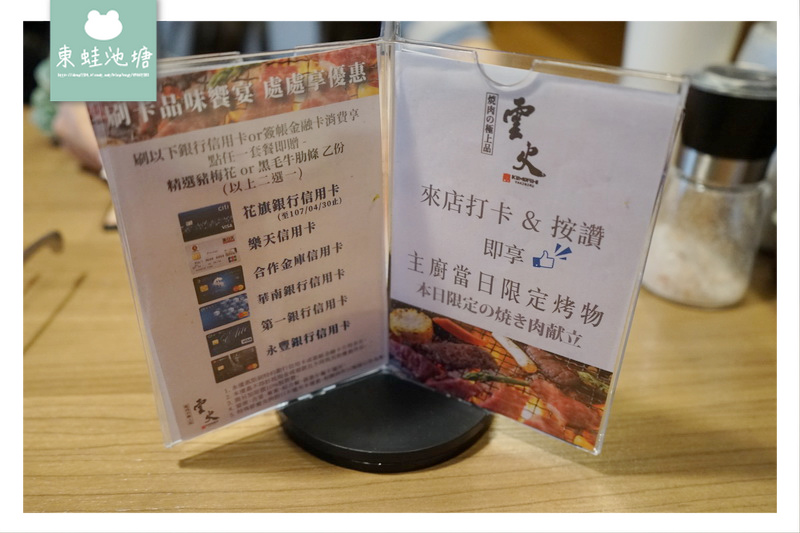 東蛙池塘
刷卡品味饗宴 處處享優惠
刷以下銀行信用卡or簽帳金融卡消費享
點任一套餐即贈 -
精選豬梅花 or 黑毛牛肋條 乙份
(以上二選一)
花旗銀行信用卡
(至107/04/30止)
樂天信用卡
合作金庫信用卡
華南銀行信用卡
第一銀行信用卡
永豐銀行信用卡
雲火
燒肉の極上品
雲火
來店打卡 & 按讚
即享
主廚當日限定烤物
本日限定の焼き肉献立